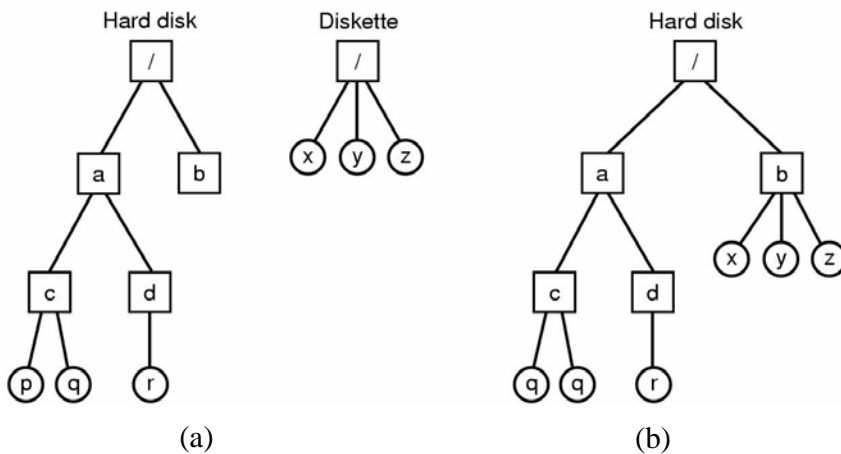 Hard disk Diskette Hard disk
/ / /
x y z
a b a b
x y z
c d c d
p q r q q r
(a) (b)